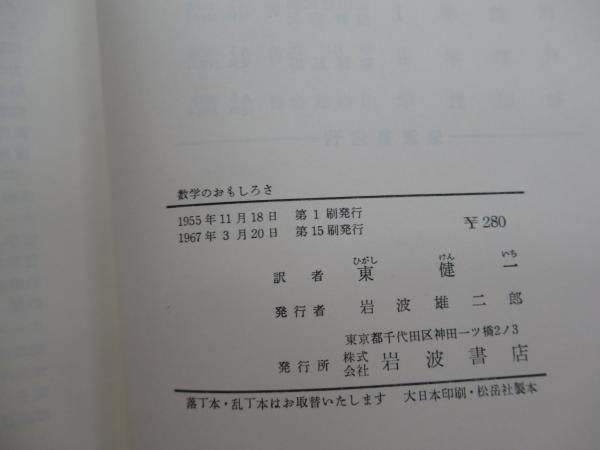 数学のおもしろさ
1955年11月18日 第1刷発行
1967年3月20日 第15刷発行
¥280
ひがし けん いち
訳者 東 健 一
発行者 岩波雄二郎
東京都千代田区神田一ツ橋2ノ3
発行所 株式会社 岩波書店
落丁本・乱丁本はお取替いたします 大日本印刷・松岳社製本